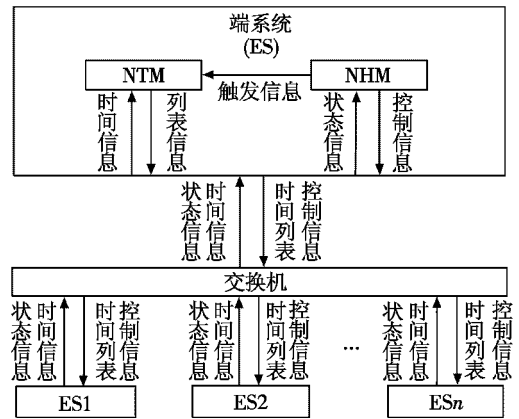 端系统
(ES)
NTM
NHM
触发信息
时间信息
列表信息
状态信息
控制信息
状态信息
时间信息
时间列表
控制信息
交换机
状态信息
时间信息
时间列表
控制信息
状态信息
时间信息
时间列表
控制信息
...
状态信息
时间信息
时间列表
控制信息
ES1
ES2
ESn